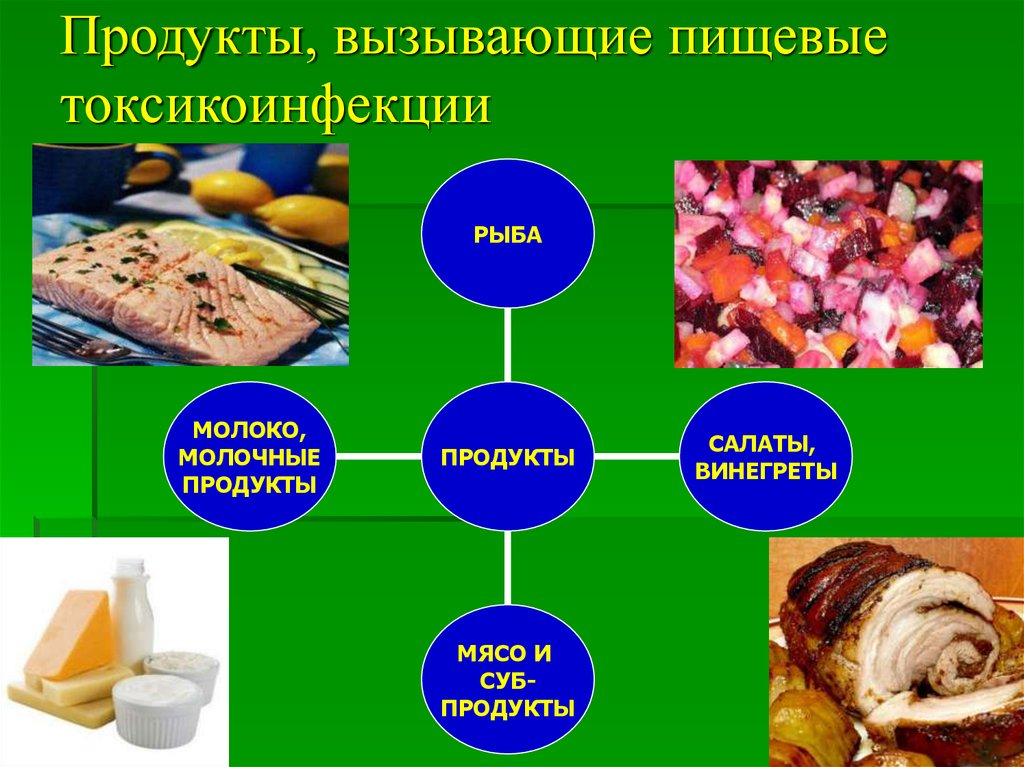 Продукты, вызывающие пищевые
токсикоинфекции
РЫБА
МОЛОКО,
МОЛОЧНЫЕ
ПРОДУКТЫ
ПРОДУКТЫ
САЛАТЫ,
ВИНЕГРЕТЫ
МЯСО И
СУБ-
ПРОДУКТЫ